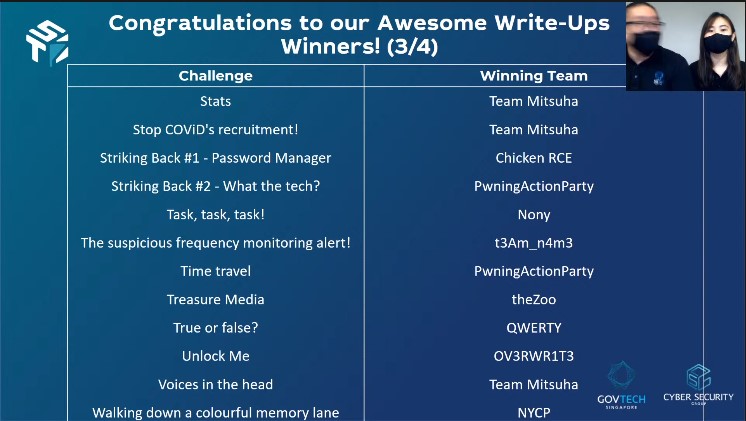 Congratulations to our Awesome Write-Ups
Winners! (3/4)
Challenge Winning Team
Stats Team Mitsuha
Stop COViD's recruitment! Team Mitsuha
Striking Back #1 - Password Manager Chicken RCE
Striking Back #2 - What the tech? PwningActionParty
Task, task, task! Nony
The suspicious frequency monitoring alert! t3Am_n4m3
Time travel PwningActionParty
Treasure Media theZoo
True or false? QWERTY
Unlock Me OV3RWR1T3
Voices in the head Team Mitsuha
Walking down a colourful memory lane NYCP
GOVTECH
SINGAPORE
CYBER SECURITY
GROUP